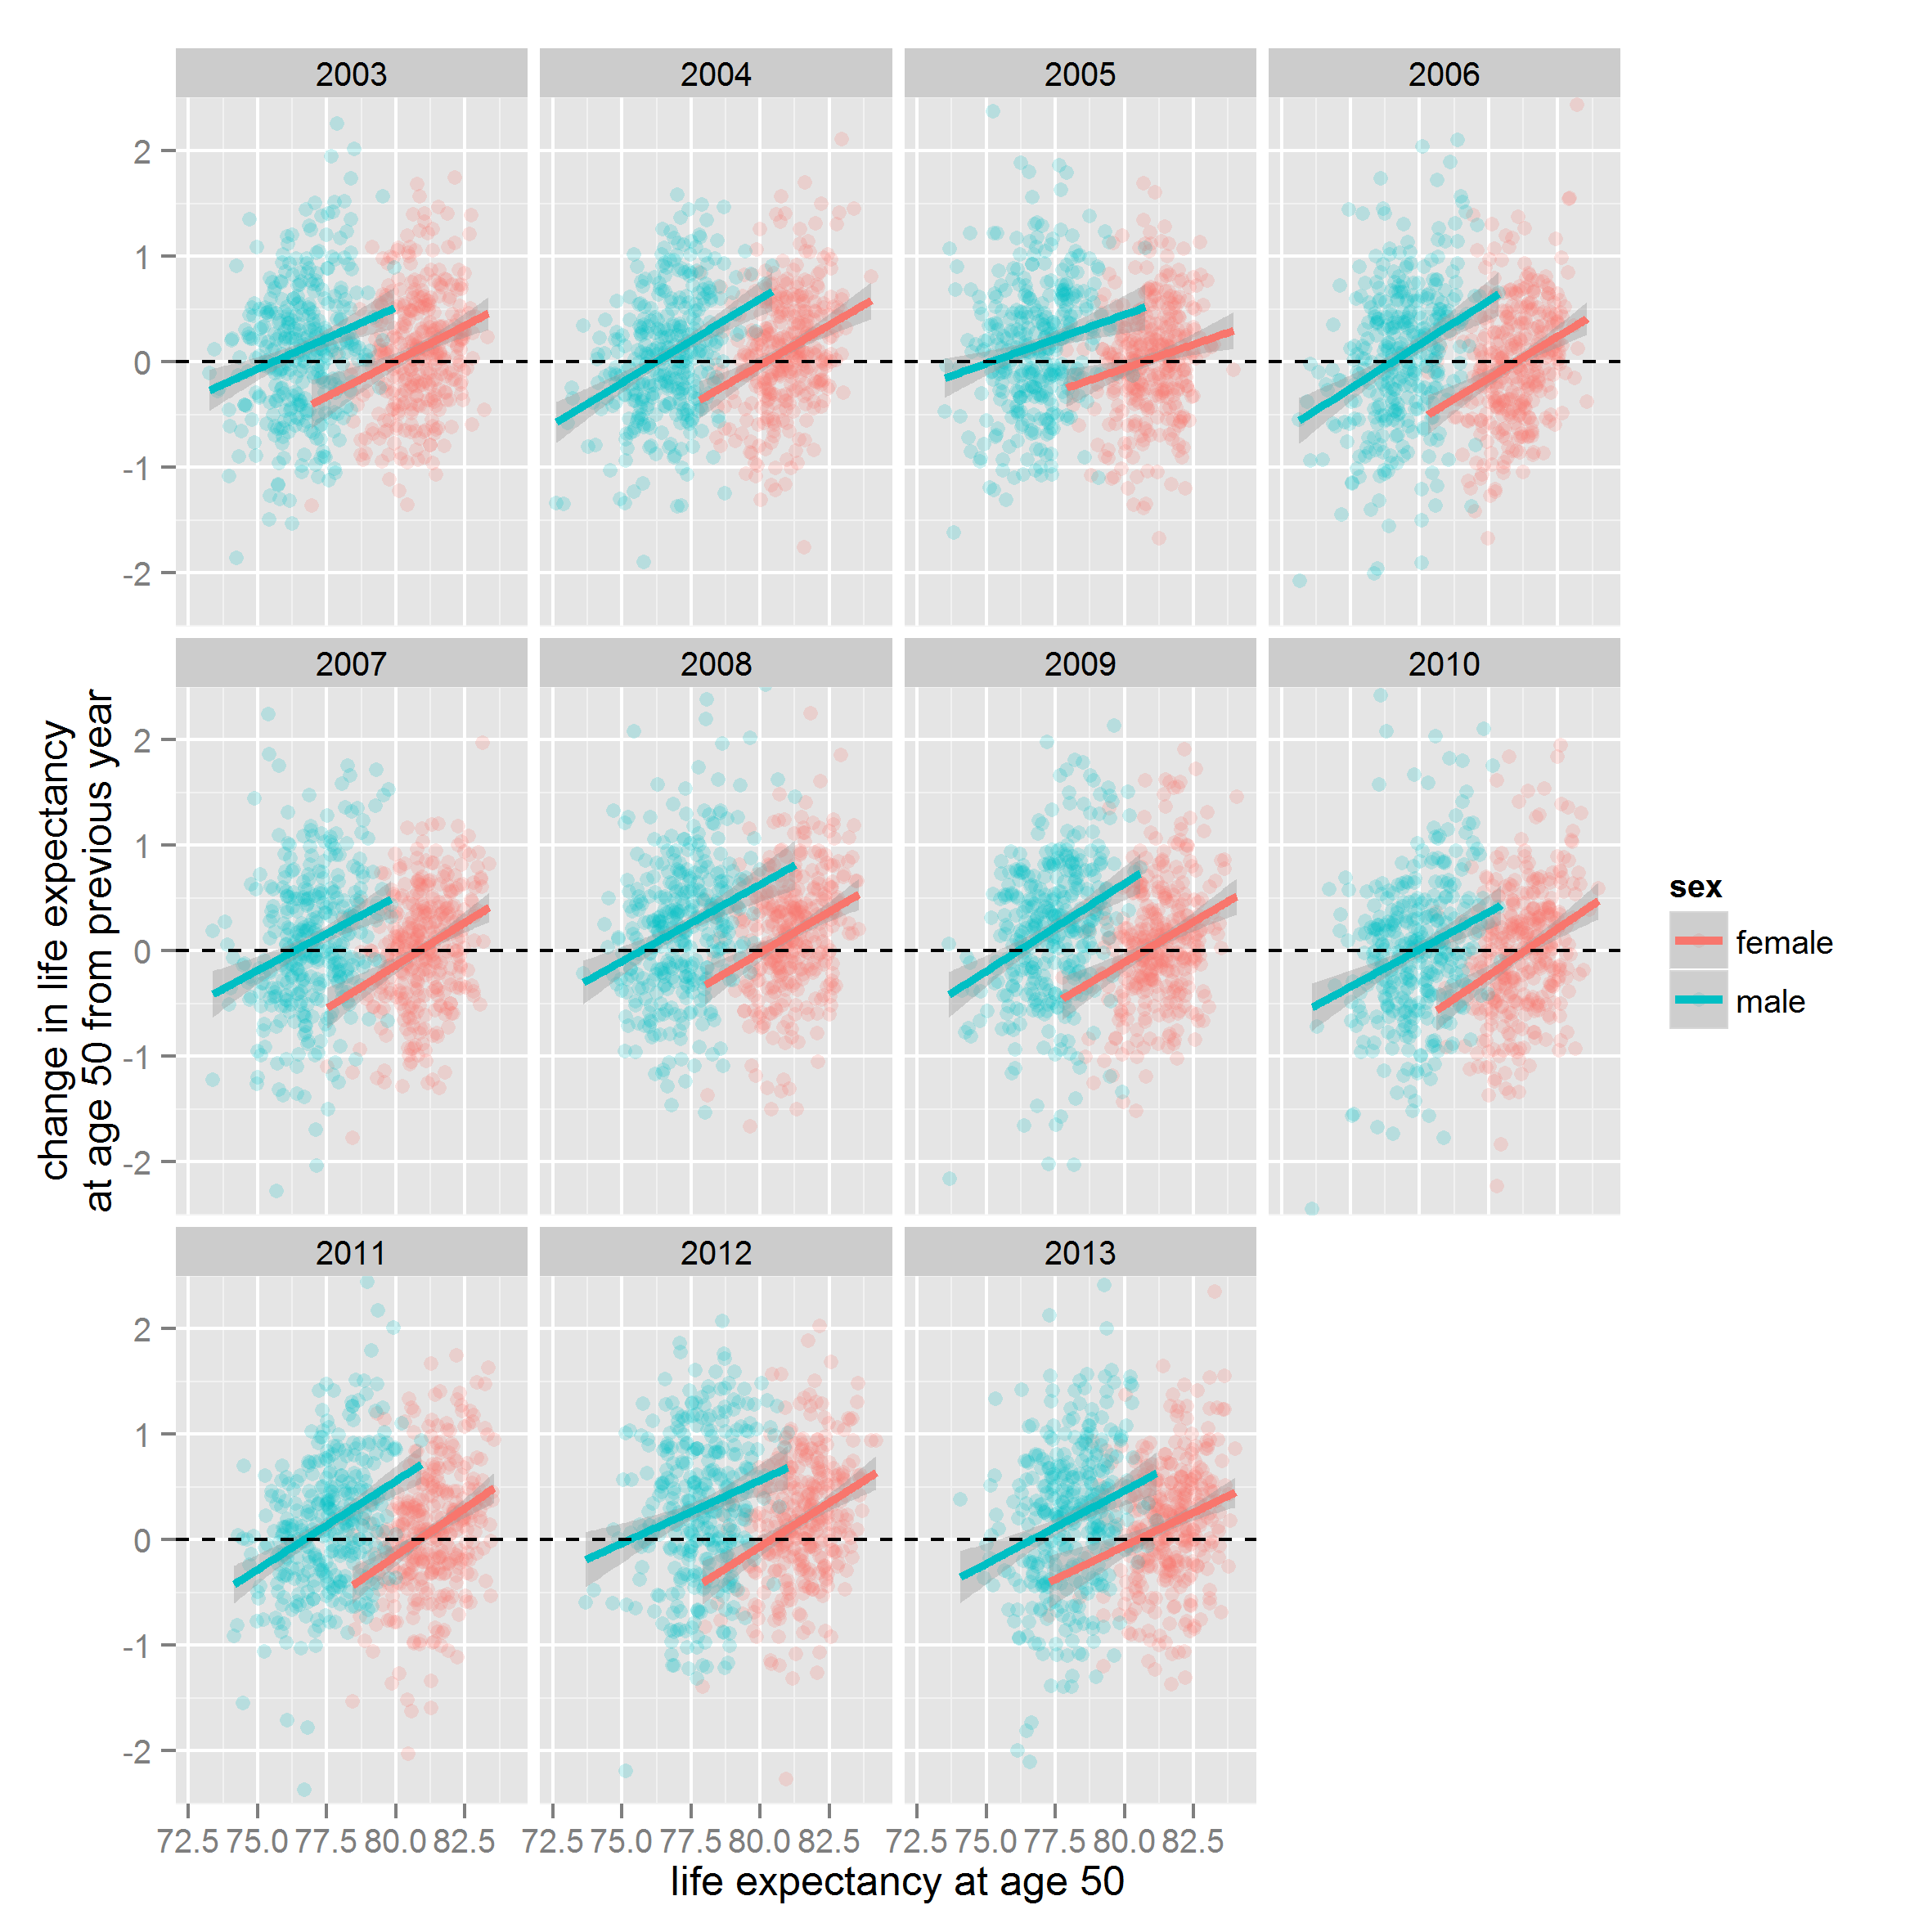 2003
2004
2005
2006
2
1
0
-1
-2
2007
2008
2009
2010
2
1
0
-1
-2
2011
2012
2013
2
1
0
-1
-2
72.5 75.0 77.5 80.0 82.5
72.5 75.0 77.5 80.0 82.5
72.5 75.0 77.5 80.0 82.5
life expectancy at age 50
change in life expectancy
at age 50 from previous year
sex
female
male